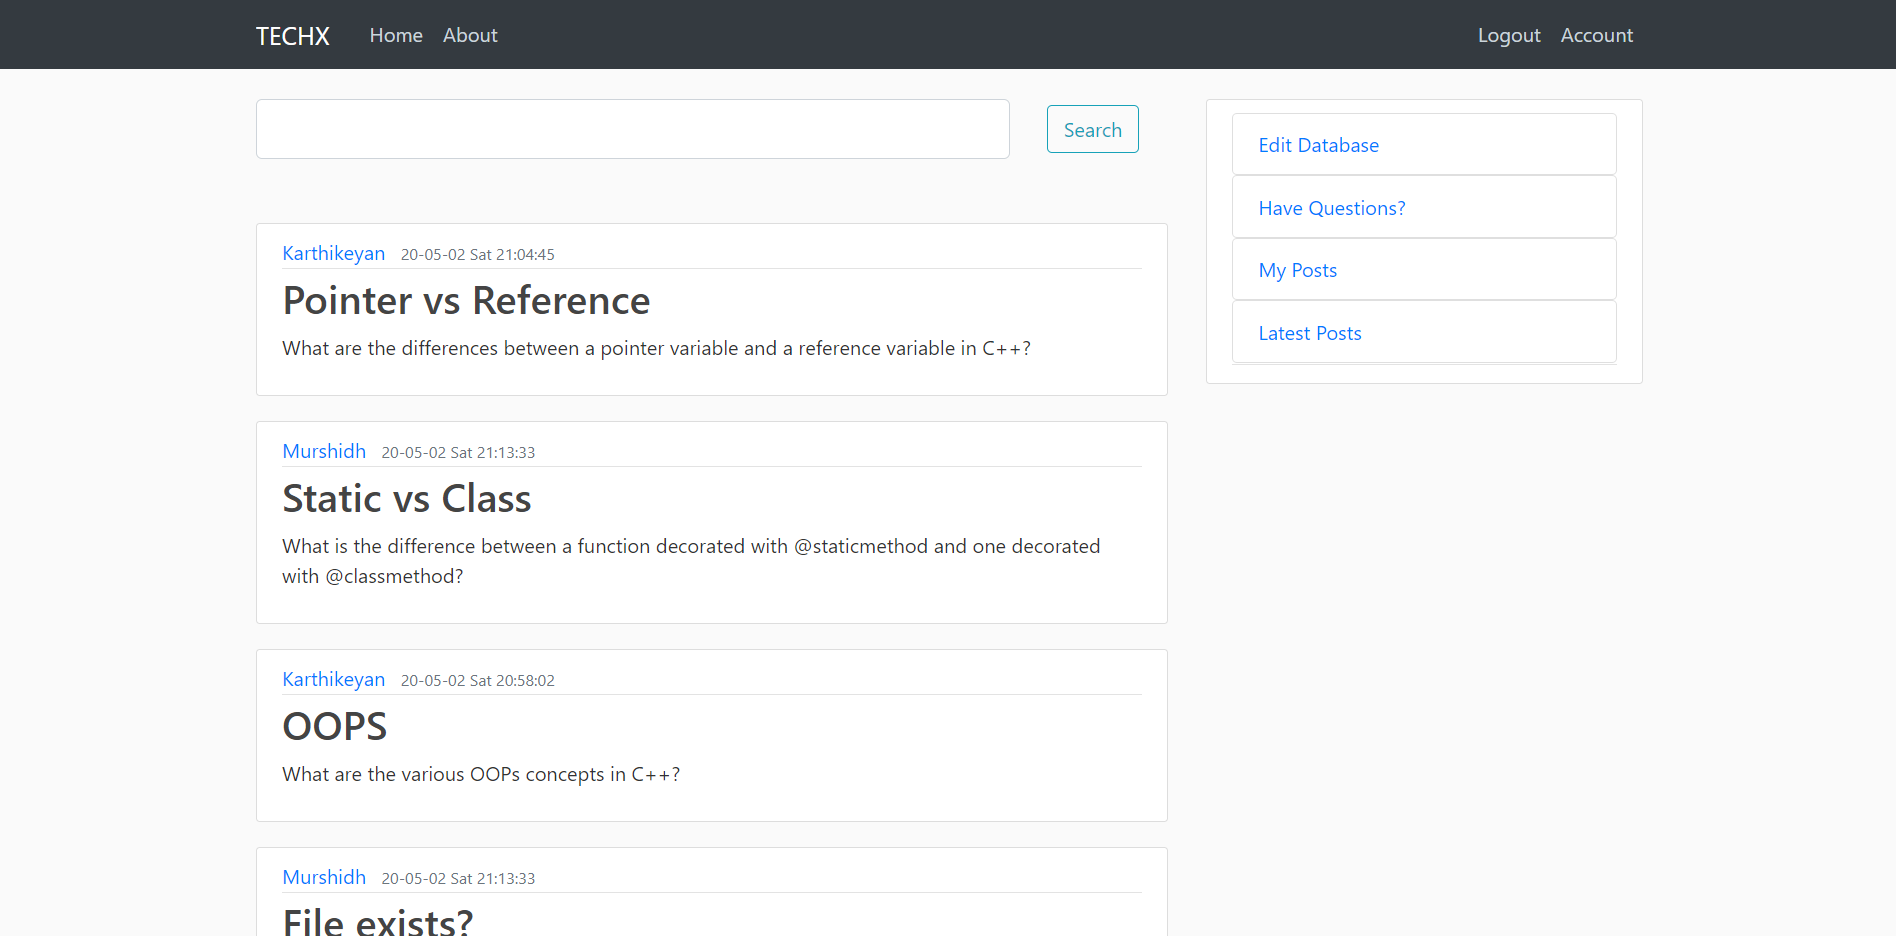 TECHX Home About Logout Account
Search
Karthikeyan 20-05-02 Sat 21:04:45
Pointer vs Reference
What are the differences between a pointer variable and a reference variable in C++?
Murshidh 20-05-02 Sat 21:13:33
Static vs Class
What is the difference between a function decorated with @staticmethod and one decorated
with @classmethod?
Karthikeyan 20-05-02 Sat 20:58:02
OOPS
What are the various OOPs concepts in C++?
Murshidh 20-05-02 Sat 21:13:33
File exists?
Edit Database
Have Questions?
My Posts
Latest Posts